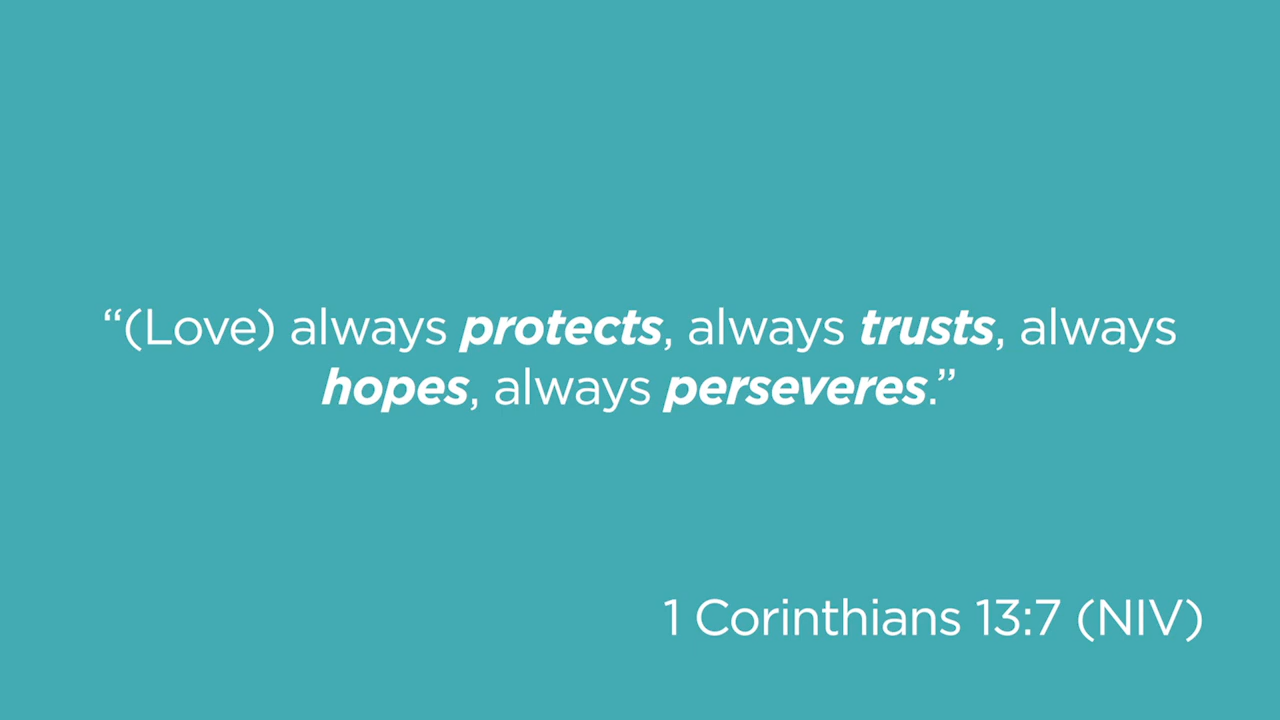 “(Love) always protects, always trusts, always
hopes, always perseveres.”
1 Corinthians 13:7 (NIV)